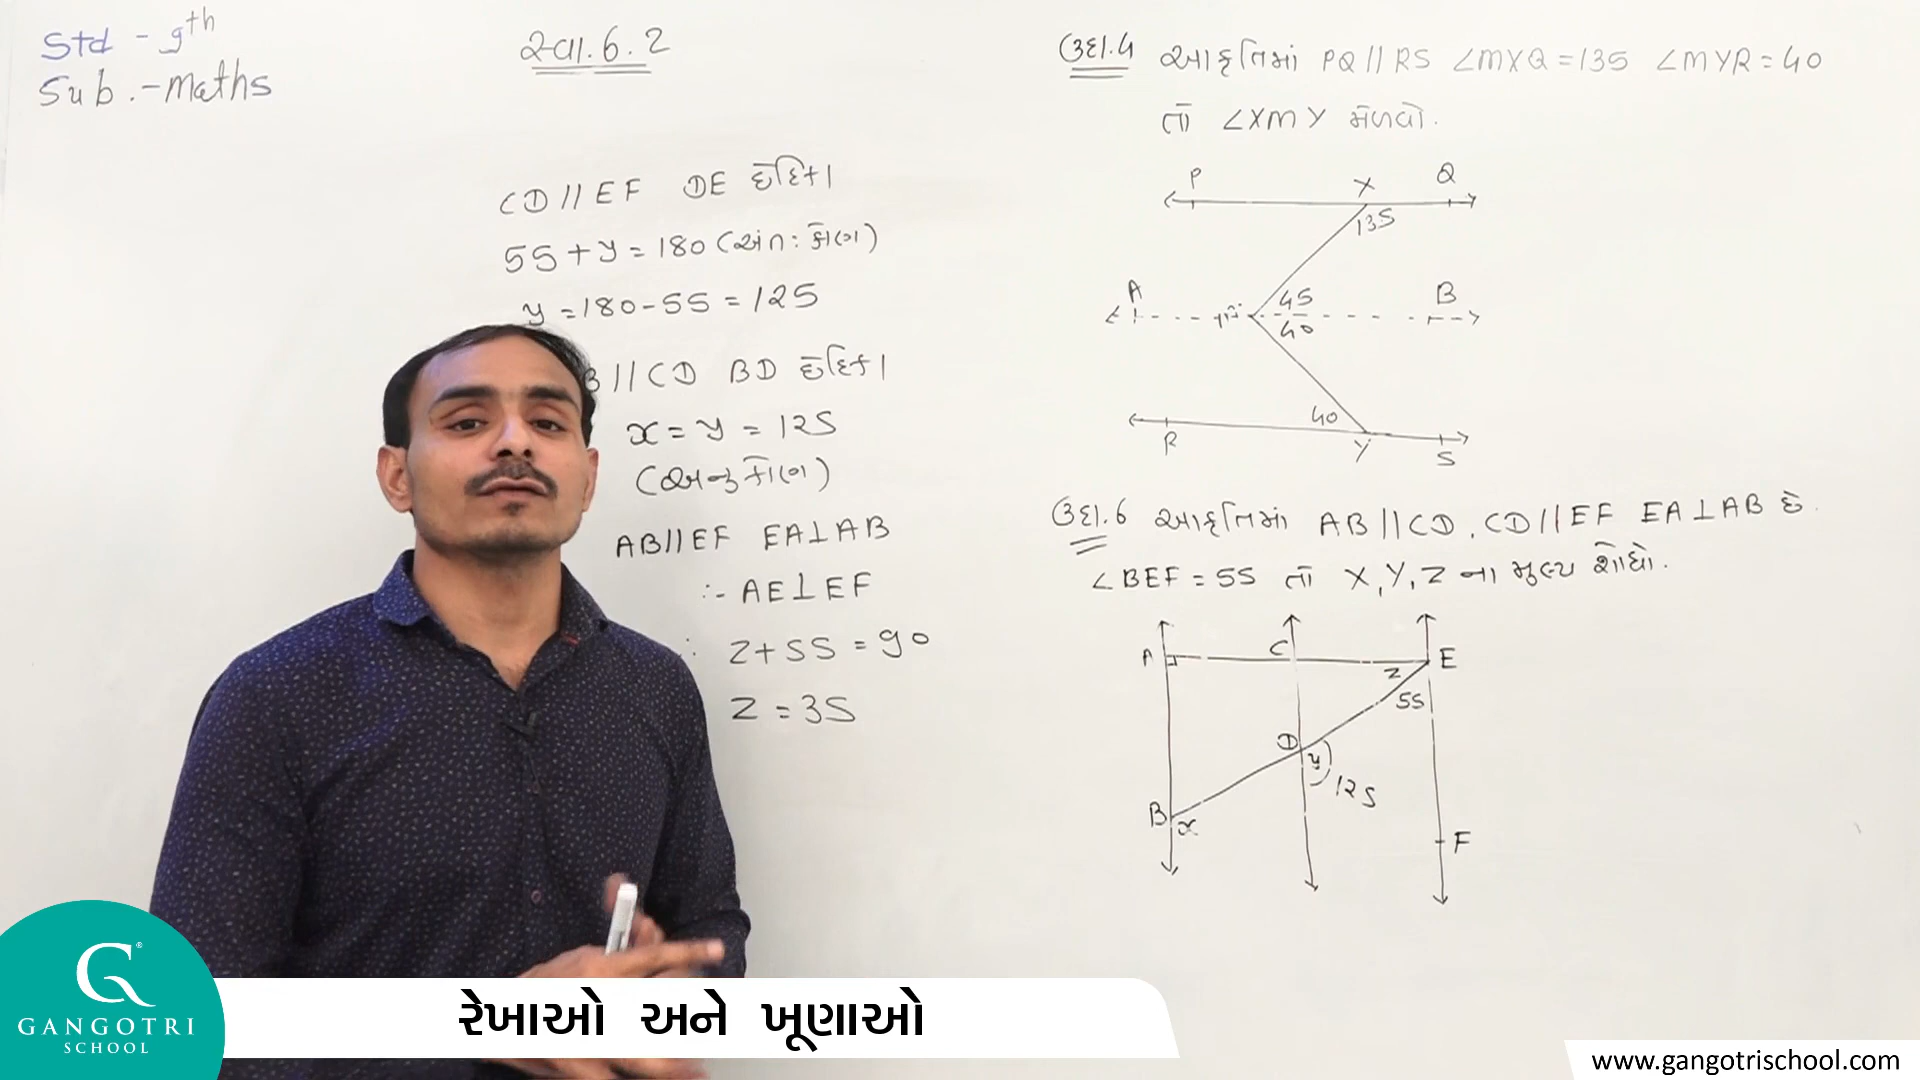 Std - 9th
Sub. - Maths
સ્વા. 6.2
CD // EF DE છેદિકા
55 + y = 180 (અંત: કોણ)
y = 180 - 55 = 125
B // CD BD છેદિકા
x = y = 125
(અનુકોણ)
AB // EF EA ⊥ AB
∴ AE ⊥ EF
∴ z + 55 = 90
z = 35
ઉદા.4 આકૃતિમાં PQ // RS ∠MXQ = 135 ∠MYR = 40
તો ∠XMY મેળવો.
P X Q
135
A M 45 B
40
40
R Y S
ઉદા.6 આકૃતિમાં AB // CD, CD // EF EA ⊥ AB છે.
∠BEF = 55 તો X, Y, Z ના મુલ્ય શોધો.
A C E
z
55
D y
125
B x
F
GANGOTRI
SCHOOL
રેખાઓ અને ખૂણાઓ
www.gangotrischool.com